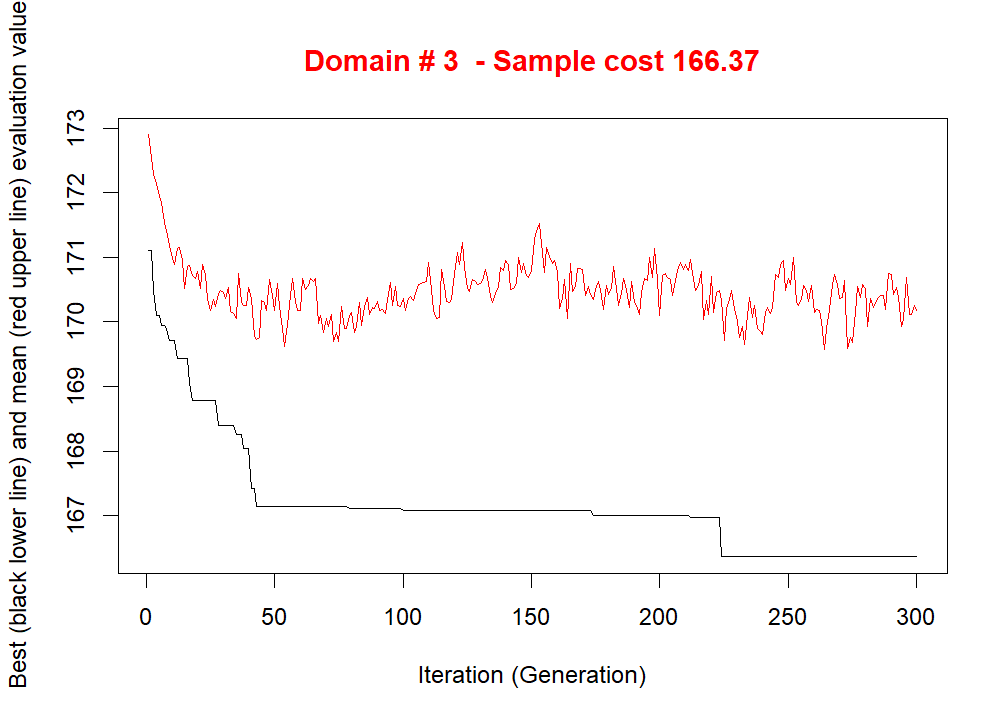 Domain # 3 - Sample cost 166.37
Best (black lower line) and mean (red upper line) evaluation value
173
172
171
170
169
168
167
0 50 100 150 200 250 300
Iteration (Generation)